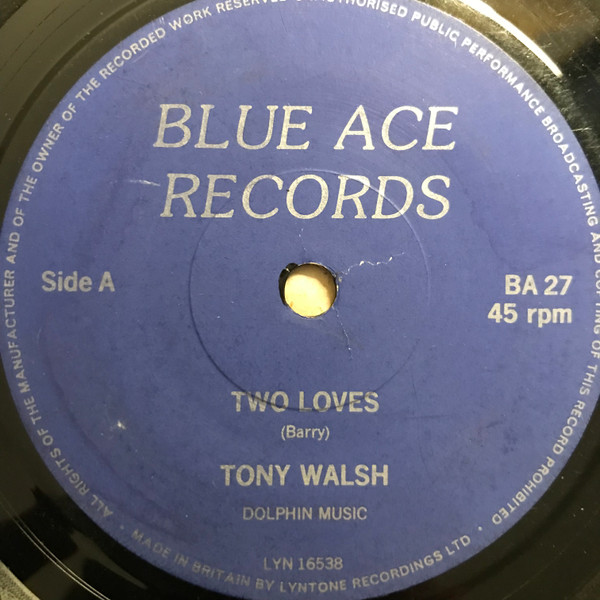 BLUE ACE
RECORDS
Side A
BA 27
45 rpm
TWO LOVES
(Barry)
TONY WALSH
DOLPHIN MUSIC
LYN 16538
ALL RIGHTS OF THE MANUFACTURER AND OF THE OWNER OF THE RECORDED WORK RESERVED UNAUTHORISED PUBLIC PERFORMANCE BROADCASTING AND COPYING OF THIS RECORD PROHIBITED
• MADE IN BRITAIN BY LYNTONE RECORDINGS LTD •